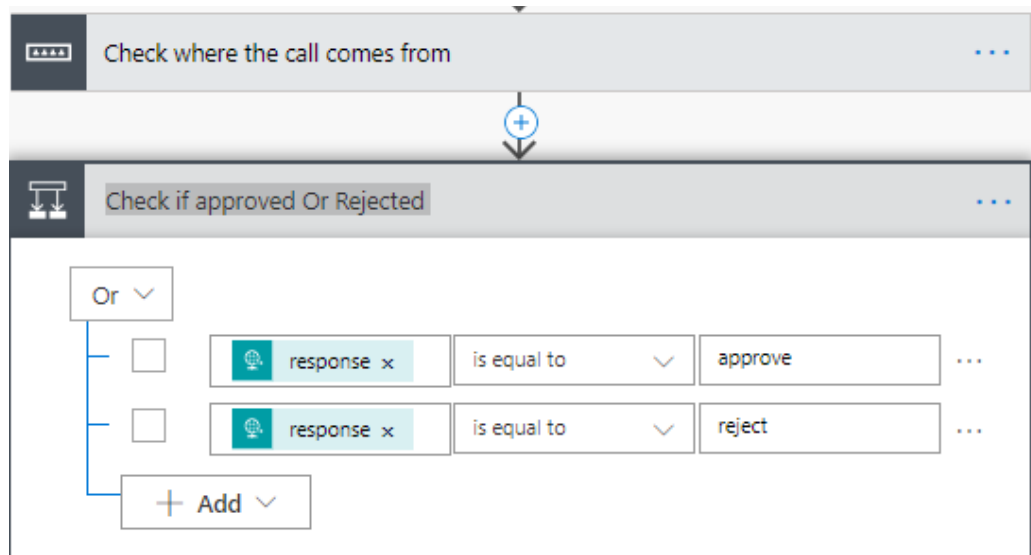 Check where the call comes from
Check if approved Or Rejected
Or
response × is equal to approve
response × is equal to reject
+ Add